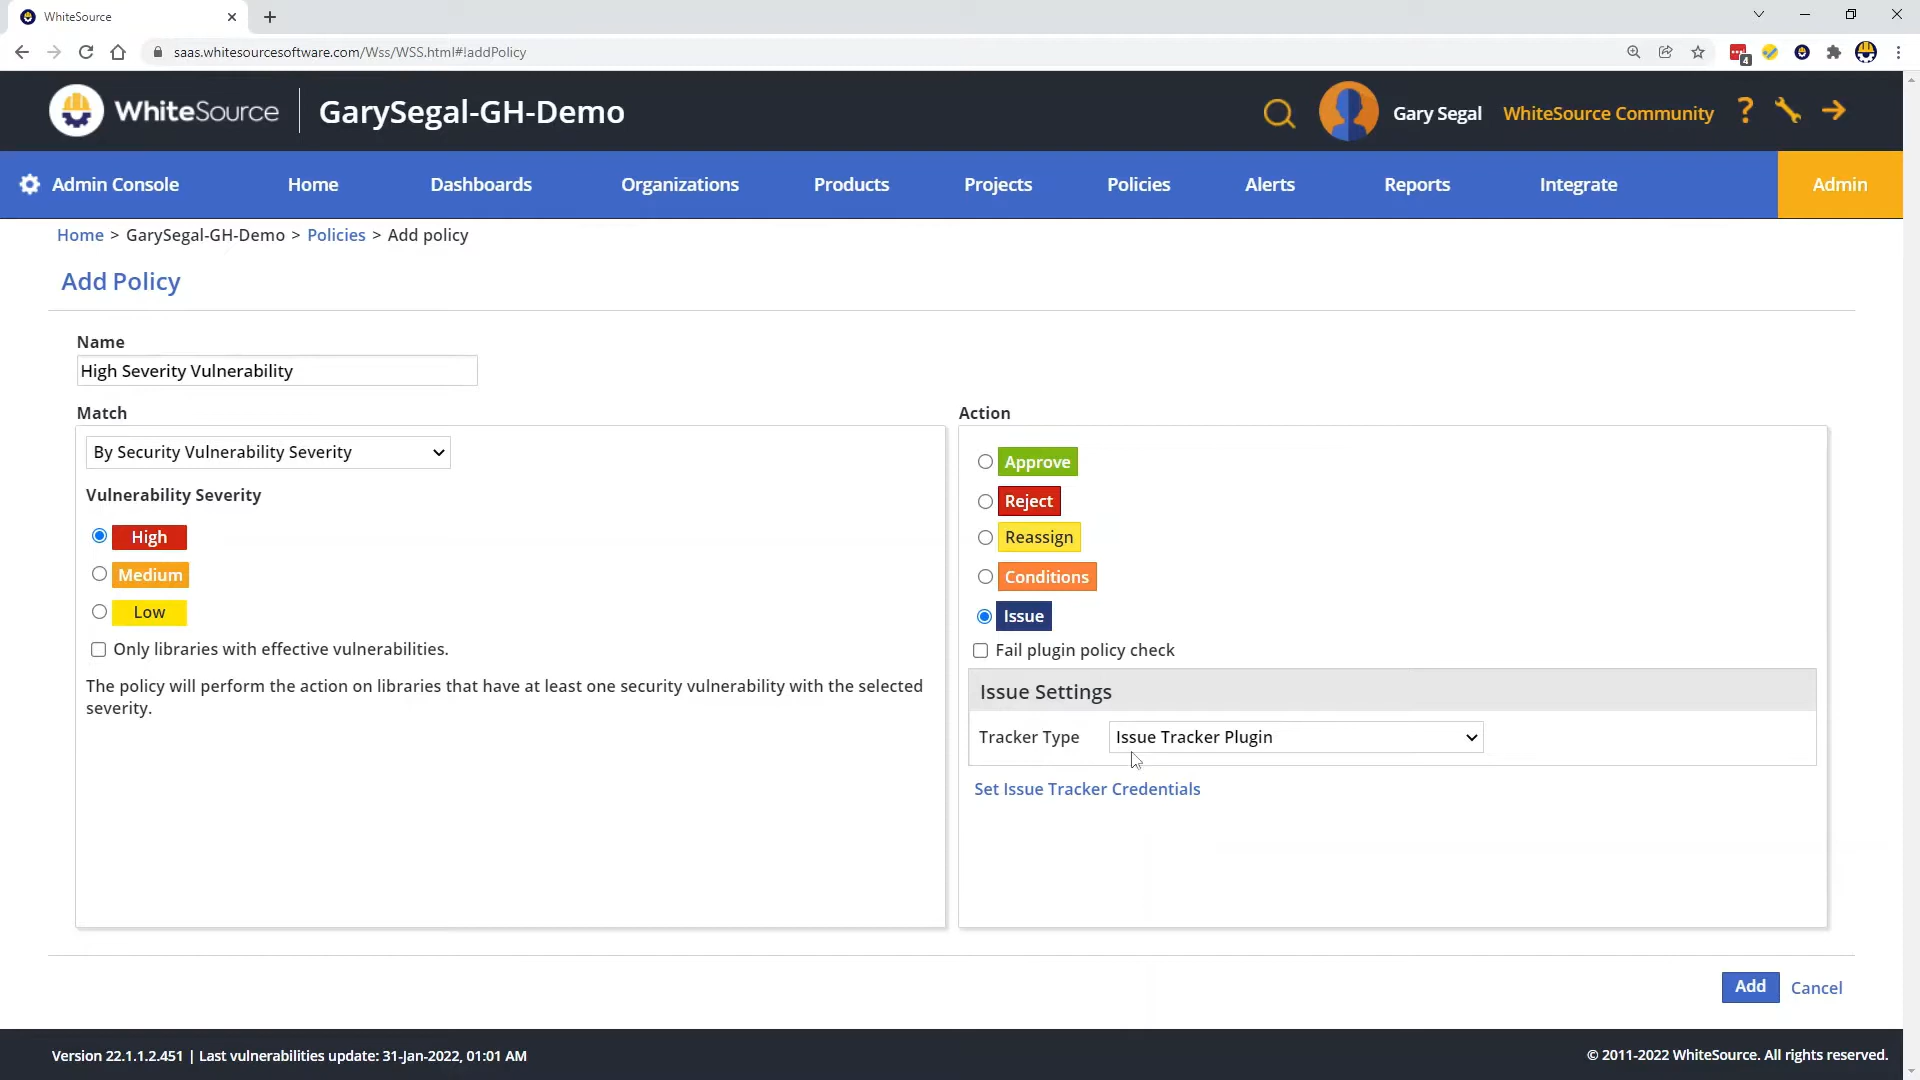 WhiteSource
saas.whitesourcesoftware.com/Wss/WSS.html#!addPolicy
4
WhiteSource
GarySegal-GH-Demo
Gary Segal
WhiteSource Community
?
Admin Console
Home
Dashboards
Organizations
Products
Projects
Policies
Alerts
Reports
Integrate
Admin
Home > GarySegal-GH-Demo > Policies > Add policy
Add Policy
Name
High Severity Vulnerability
Match
By Security Vulnerability Severity
Vulnerability Severity
High
Medium
Low
Only libraries with effective vulnerabilities.
The policy will perform the action on libraries that have at least one security vulnerability with the selected
severity.
Action
Approve
Reject
Reassign
Conditions
Issue
Fail plugin policy check
Issue Settings
Tracker Type
Issue Tracker Plugin
Set Issue Tracker Credentials
Add
Cancel
Version 22.1.1.2.451 | Last vulnerabilities update: 31-Jan-2022, 01:01 AM
© 2011-2022 WhiteSource. All rights reserved.